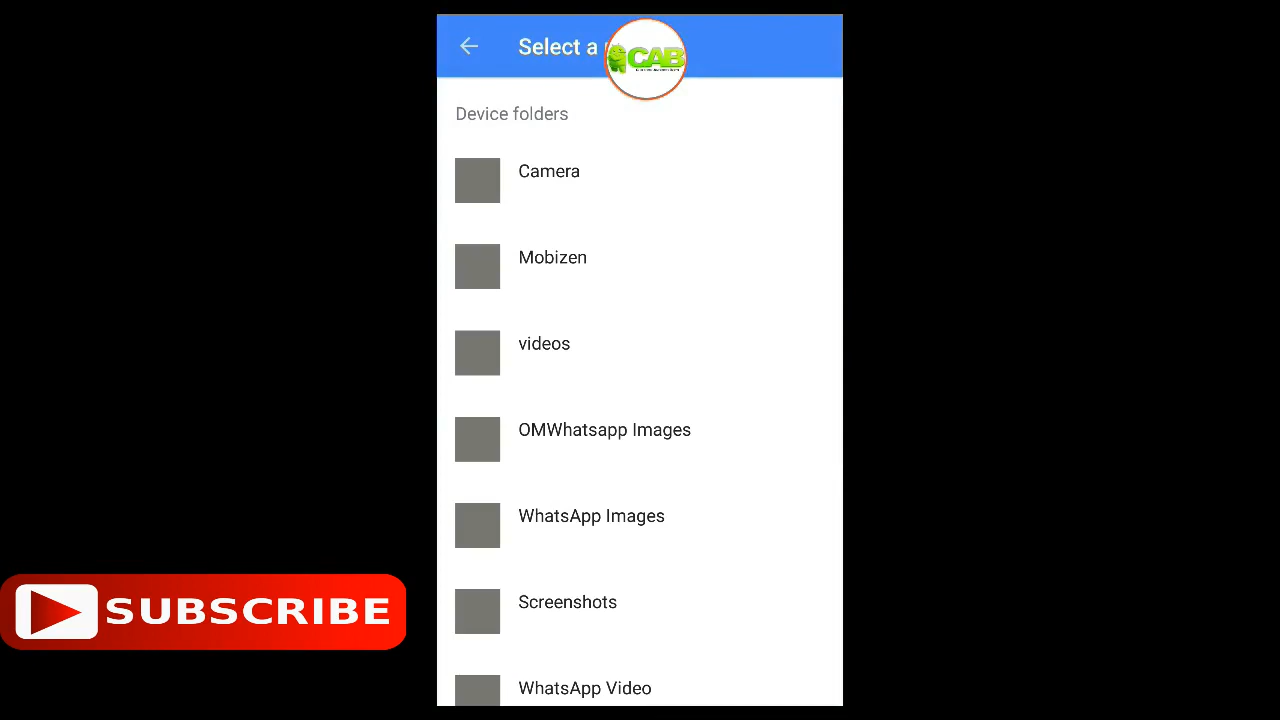 Select a
CAB
Device folders
Camera
Mobizen
videos
OMWhatsapp Images
WhatsApp Images
Screenshots
WhatsApp Video
SUBSCRIBE